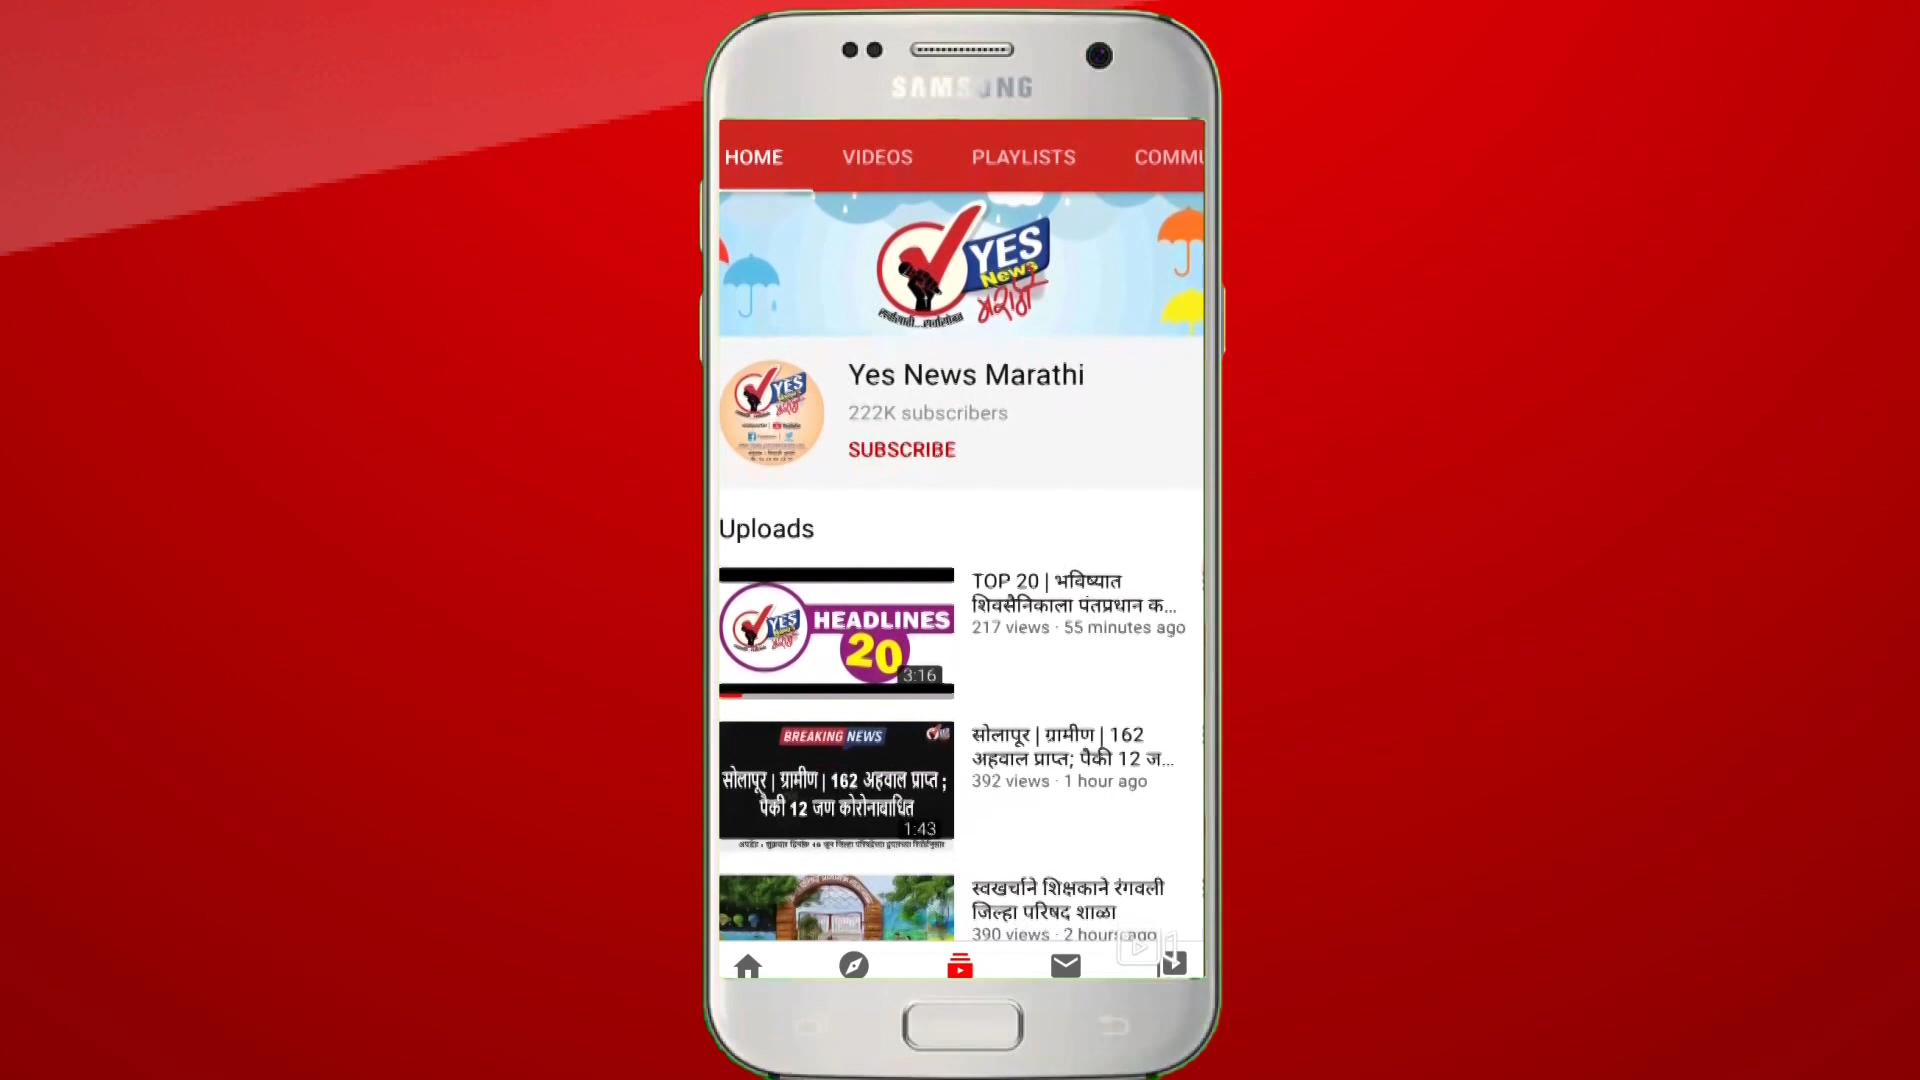 SAMSUNG
HOME VIDEOS PLAYLISTS COMMU
YES
News
मराठी
Yes News Marathi
222K subscribers
SUBSCRIBE
YES
Uploads
TOP 20 | भविष्यात
शिवसैनिकाला पंतप्रधान क...
217 views · 55 minutes ago
YES
HEADLINES
20
3:16
सोलापूर | ग्रामीण | 162
अहवाल प्राप्त; पैकी 12 ज...
392 views · 1 hour ago
BREAKING NEWS
सोलापूर | ग्रामीण | 162 अहवाल प्राप्त ;
पैकी 12 जण कोरोनाबाधित
1:43
स्वखर्चाने शिक्षकाने रंगवली
जिल्हा परिषद शाळा
390 views · 2 hours ago